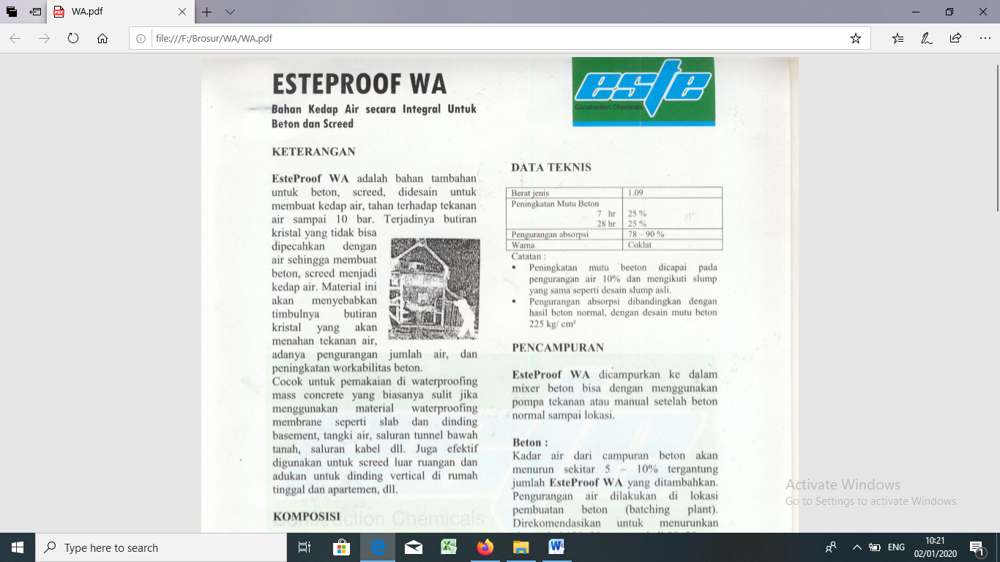 WA.pdf
file:///F:/Brosur/WA/WA.pdf
ESTEPROOF WA
Bahan Kedap Air secara Integral Untuk
Beton dan Screed
este
Construction Chemicals
KETERANGAN
EsteProof WA adalah bahan tambahan
untuk beton, screed, didesain untuk
membuat kedap air, tahan terhadap tekanan
air sampai 10 bar. Terjadinya butiran
kristal yang tidak bisa
dipecahkan dengan
air sehingga membuat
beton, screed menjadi
kedap air. Material ini
akan menyebabkan
timbulnya butiran
kristal yang akan
menahan tekanan air,
adanya pengurangan jumlah air, dan
peningkatan workabilitas beton.
Cocok untuk pemakaian di waterproofing
mass concrete yang biasanya sulit jika
menggunakan material waterproofing
membrane seperti slab dan dinding
basement, tangki air, saluran tunnel bawah
tanah, saluran kabel dll. Juga efektif
digunakan untuk screed luar ruangan dan
adukan untuk dinding vertical di rumah
tinggal dan apartemen, dll.
KOMPOSISI
Construction Chemicals
DATA TEKNIS
Berat jenis 1.09
Peningkatan Mutu Beton
7 hr 25 %
28 hr 25 %
Pengurangan absorpsi 78 – 90 %
Warna Coklat
Catatan :
▪ Peningkatan mutu beeton dicapai pada
pengurangan air 10% dan mengikuti slump
yang sama seperti desain slump asli.
▪ Pengurangan absorpsi dibandingkan dengan
hasil beton normal, dengan desain mutu beton
225 kg/ cm²
PENCAMPURAN
EsteProof WA dicampurkan ke dalam
mixer beton bisa dengan menggunakan
pompa tekanan atau manual setelah beton
normal sampai lokasi.
Beton :
Kadar air dari campuran beton akan
menurun sekitar 5 – 10% tergantung
jumlah EsteProof WA yang ditambahkan.
Pengurangan air dilakukan di lokasi
pembuatan beton (batching plant).
Direkomendasikan untuk menurunkan
Activate Windows
Go to Settings to activate Windows.
Type here to search
ENG
10:21
02/01/2020
1